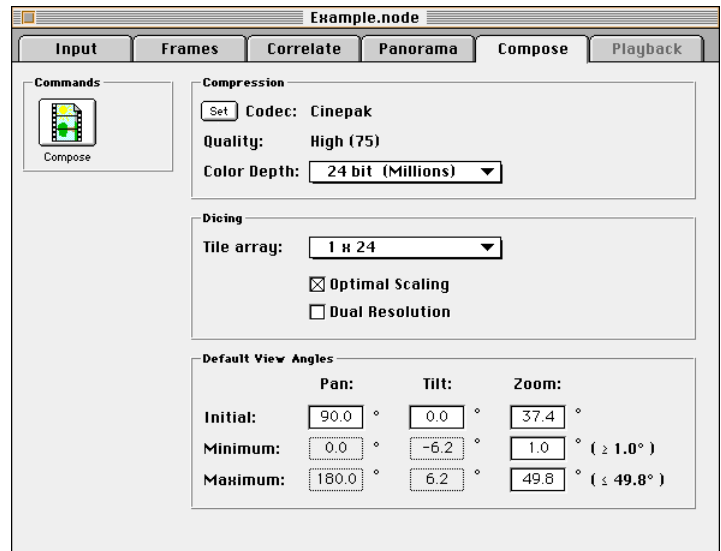 Example.node
Input Frames Correlate Panorama Compose Playback
Commands
Compose
Compression
Set Codec: Cinepak
Quality: High (75)
Color Depth: 24 bit (Millions)
Dicing
Tile array: 1 x 24
Optimal Scaling
Dual Resolution
Default View Angles
Pan: Tilt: Zoom:
Initial: 90.0 ° 0.0 ° 37.4 °
Minimum: 0.0 ° -6.2 ° 1.0 ° ( ≥ 1.0° )
Maximum: 180.0 ° 6.2 ° 49.8 ° ( ≤ 49.8° )